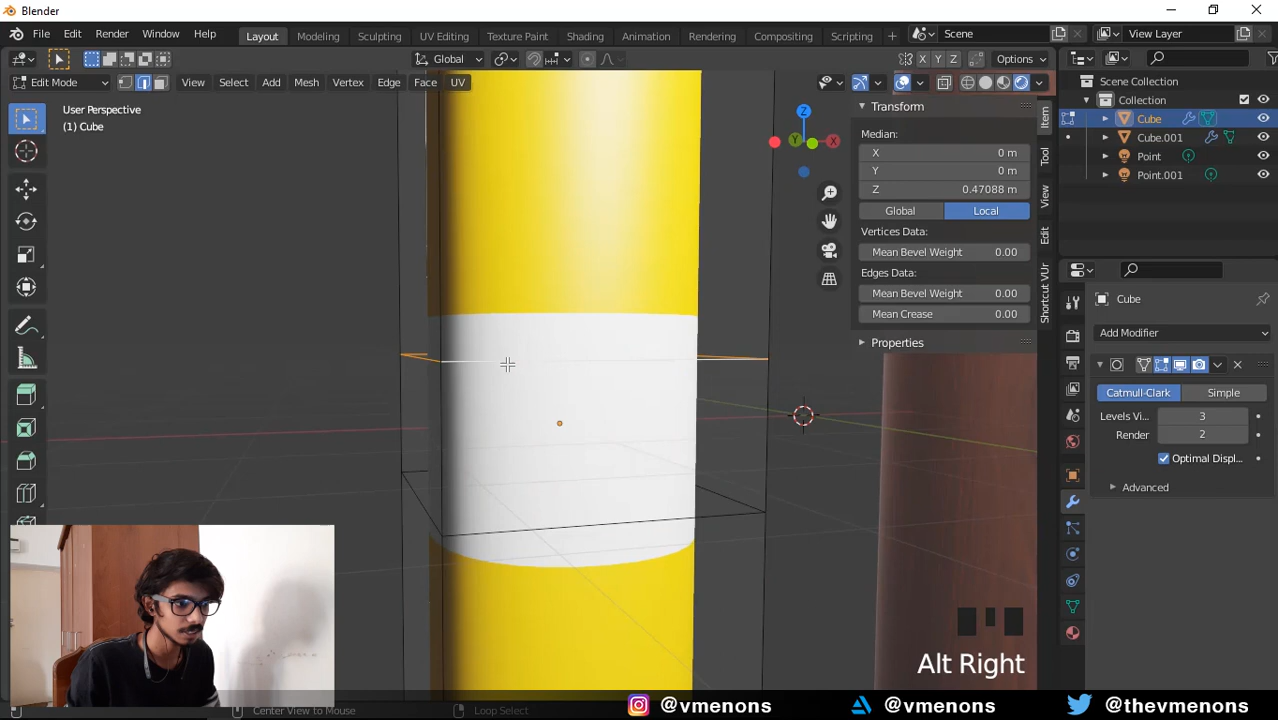 Blender
File Edit Render Window Help Layout Modeling Sculpting UV Editing Texture Paint Shading Animation Rendering Compositing Scripting + Scene View Layer
Global X Y Z Options
Edit Mode View Select Add Mesh Vertex Edge Face UV
User Perspective
(1) Cube
Z
Y X
Transform
Median:
X 0 m
Y 0 m
Z 0.47088 m
Global Local
Vertices Data:
Mean Bevel Weight 0.00
Edges Data:
Mean Bevel Weight 0.00
Mean Crease 0.00
Properties
Item
Tool
View
Edit
Shortcut VUr
Scene Collection
Collection
Cube
Cube.001
Point
Point.001
Cube
Add Modifier
Catmull-Clark Simple
Levels Vi... 3
Render 2
Optimal Displ...
Advanced
Alt Right
Center View to Mouse Loop Select
@vmenons @vmenons @thevmenons